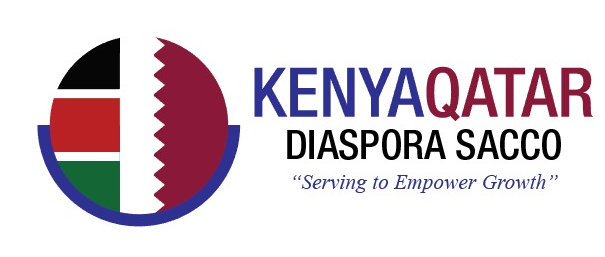 KENYAQATAR
DIASPORA SACCO
“Serving to Empower Growth”